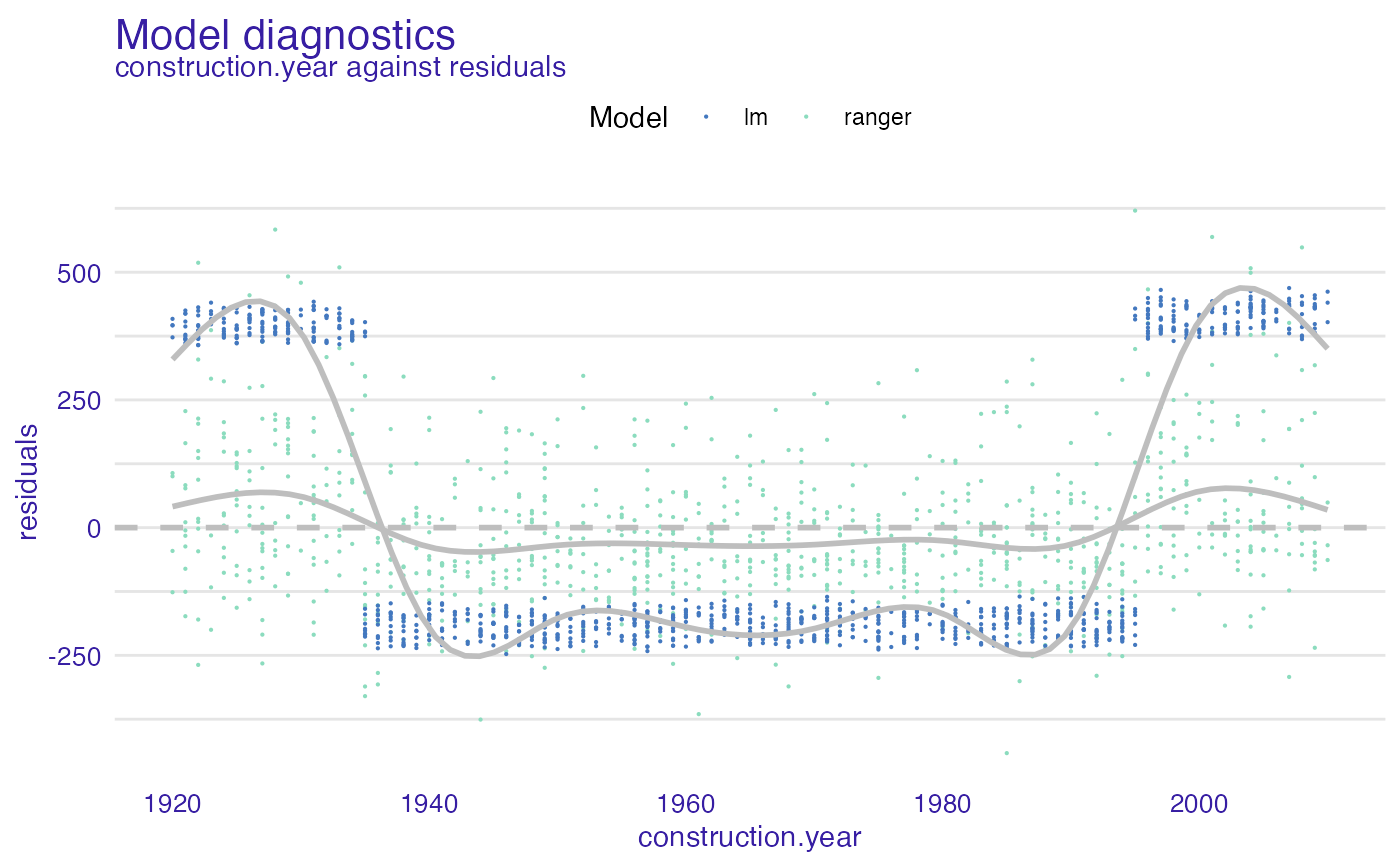 Model diagnostics
construction.year against residuals
Model lm ranger
500
250
0
-250
residuals
1920 1940 1960 1980 2000
construction.year